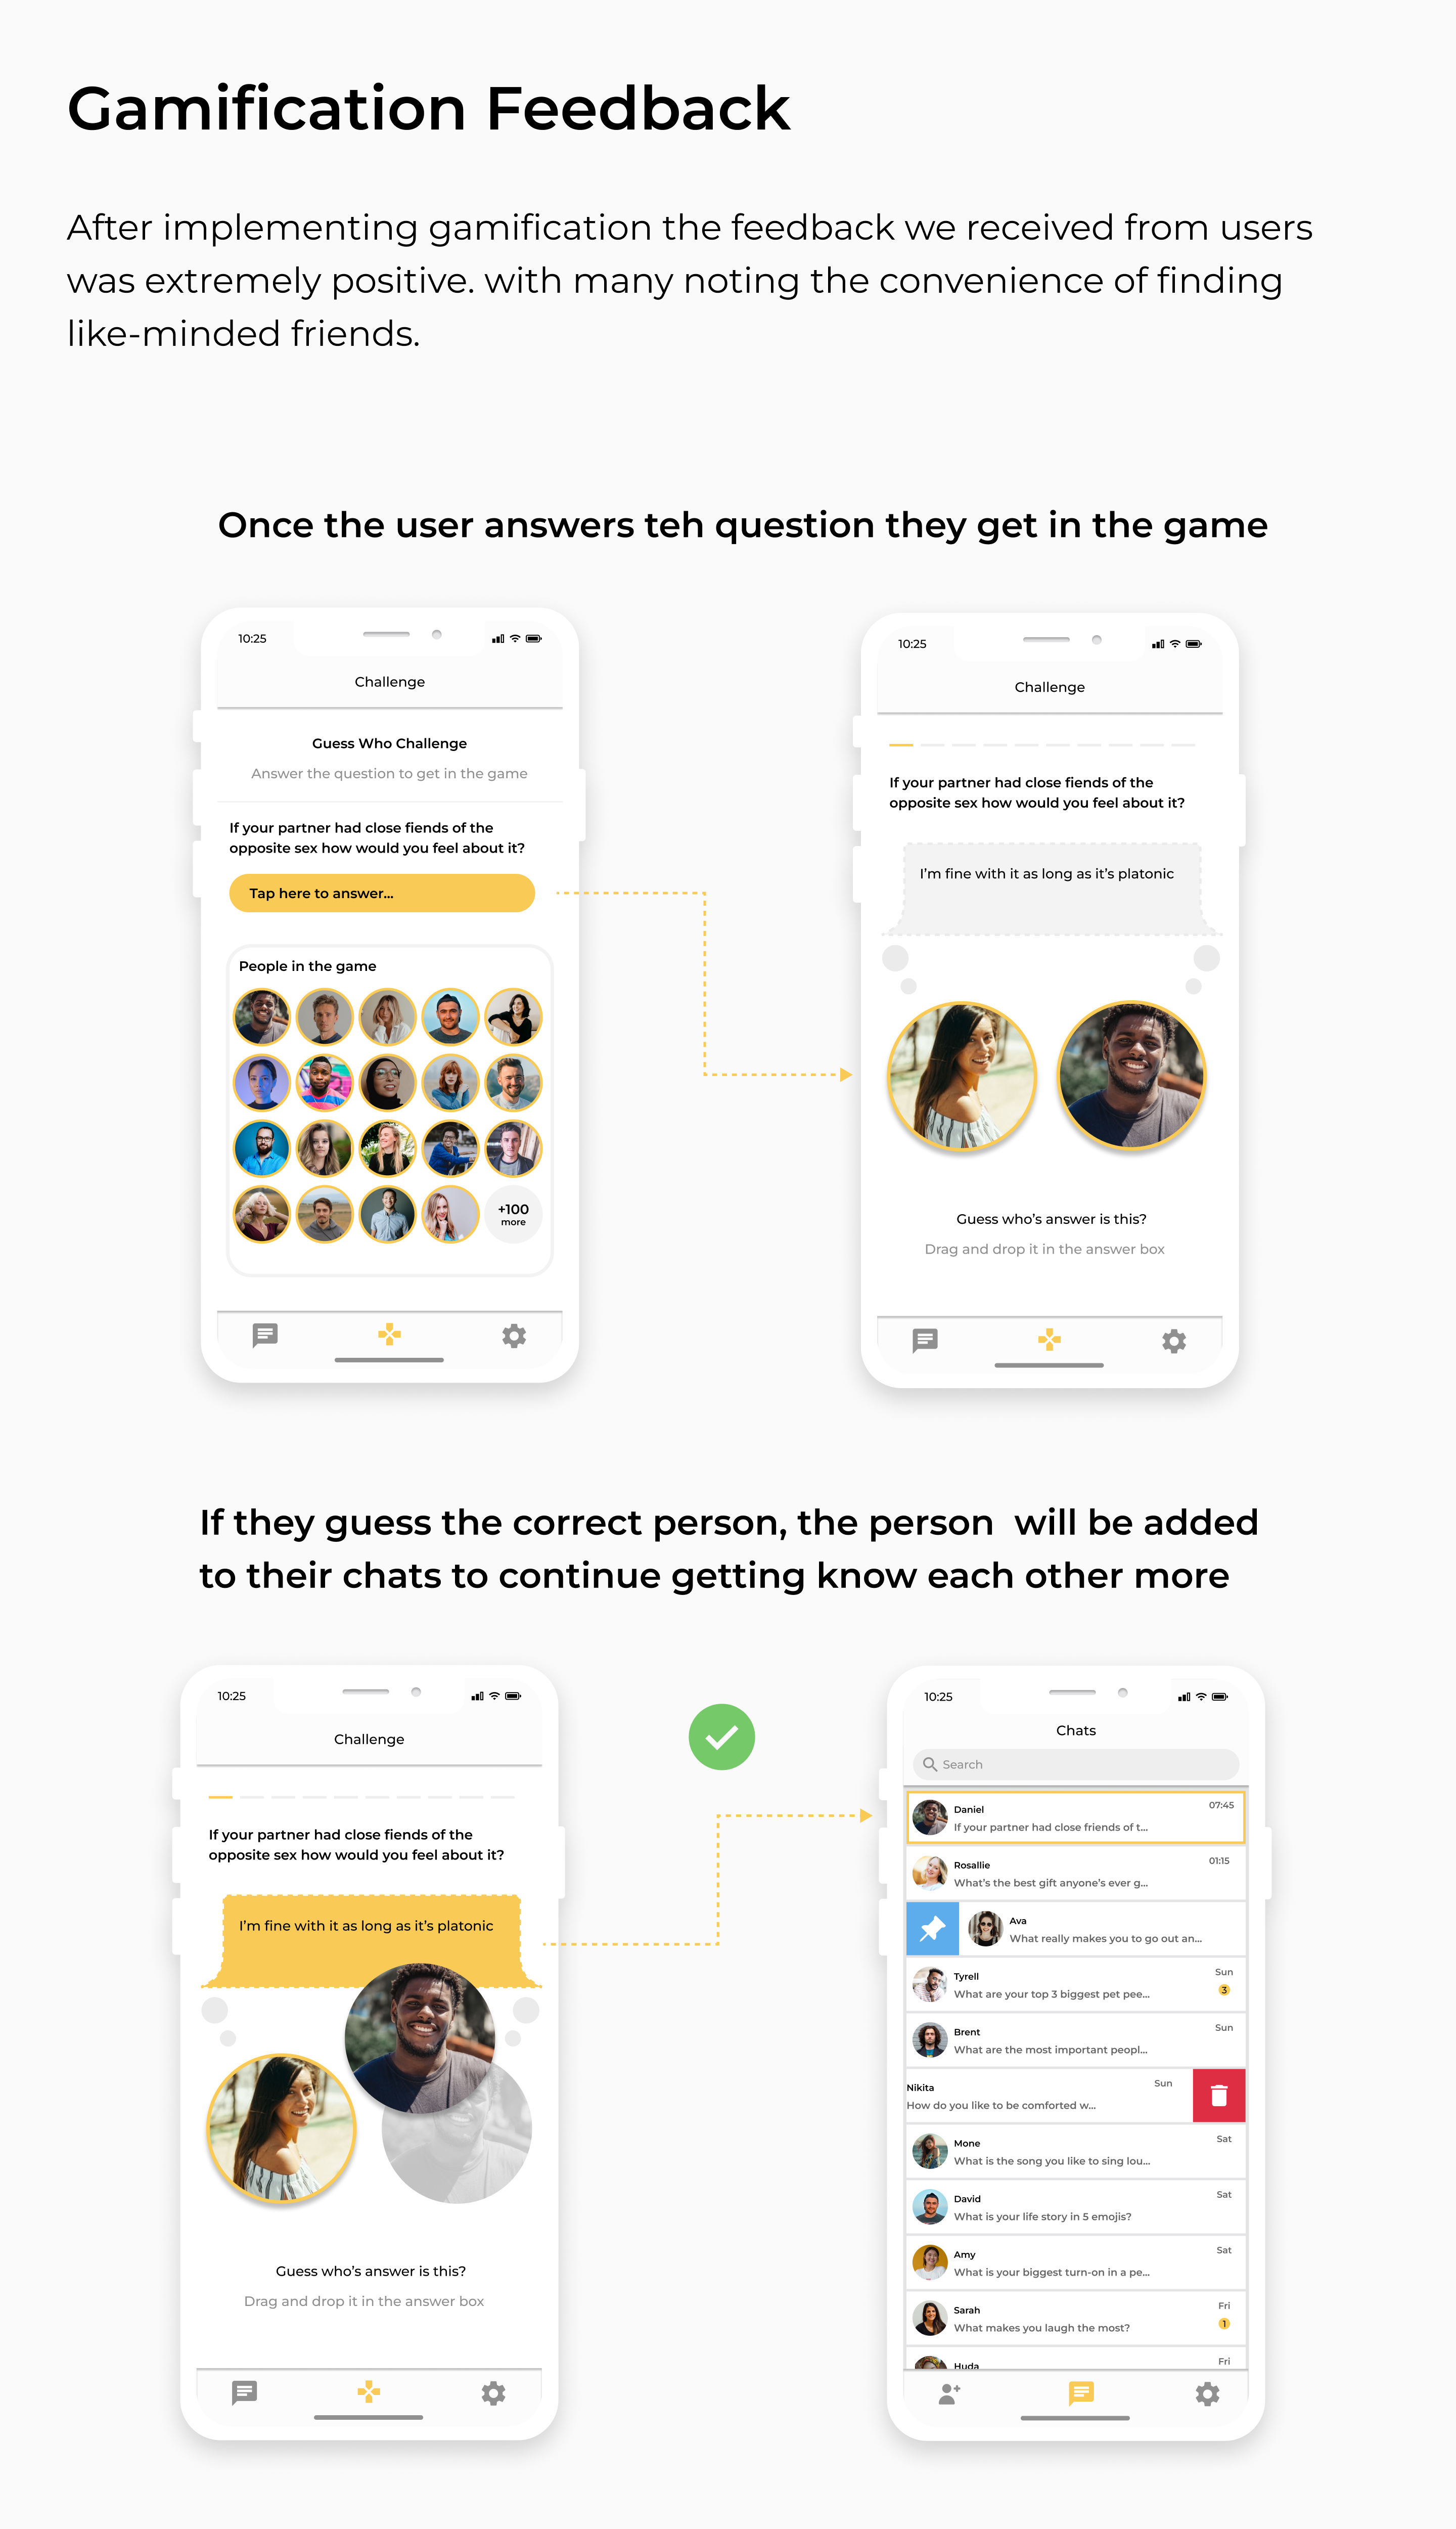 Gamification Feedback
After implementing gamification the feedback we received from users
was extremely positive. with many noting the convenience of finding
like-minded friends.
Once the user answers teh question they get in the game
10:25
Challenge
Guess Who Challenge
Answer the question to get in the game
If your partner had close fiends of the
opposite sex how would you feel about it?
Tap here to answer...
People in the game
+100
more
10:25
Challenge
If your partner had close fiends of the
opposite sex how would you feel about it?
I'm fine with it as long as it's platonic
Guess who's answer is this?
Drag and drop it in the answer box
If they guess the correct person, the person  will be added
to their chats to continue getting know each other more
10:25
Challenge
If your partner had close fiends of the
opposite sex how would you feel about it?
I'm fine with it as long as it's platonic
Guess who's answer is this?
Drag and drop it in the answer box
10:25
Chats
Search
Daniel
07:45
If your partner had close friends of t...
Rosallie
01:15
What's the best gift anyone's ever g...
Ava
What really makes you to go out an...
Tyrell
Sun
What are your top 3 biggest pet pee...
3
Brent
Sun
What are the most important peopl...
Nikita
Sun
How do you like to be comforted w...
Mone
Sat
What is the song you like to sing lou...
David
Sat
What is your life story in 5 emojis?
Amy
Sat
What is your biggest turn-on in a pe...
Sarah
Fri
What makes you laugh the most?
1
Huda
Fri